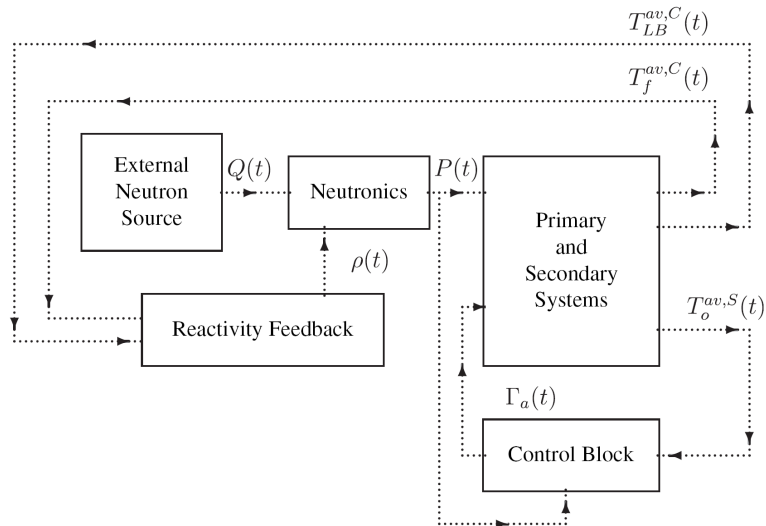 T_{LB}^{av,C}(t)
T_f^{av,C}(t)
External
Neutron
Source
Q(t)
Neutronics
P(t)
Primary
and
Secondary
Systems
ρ(t)
Reactivity Feedback
T_o^{av,S}(t)
Γ_a(t)
Control Block